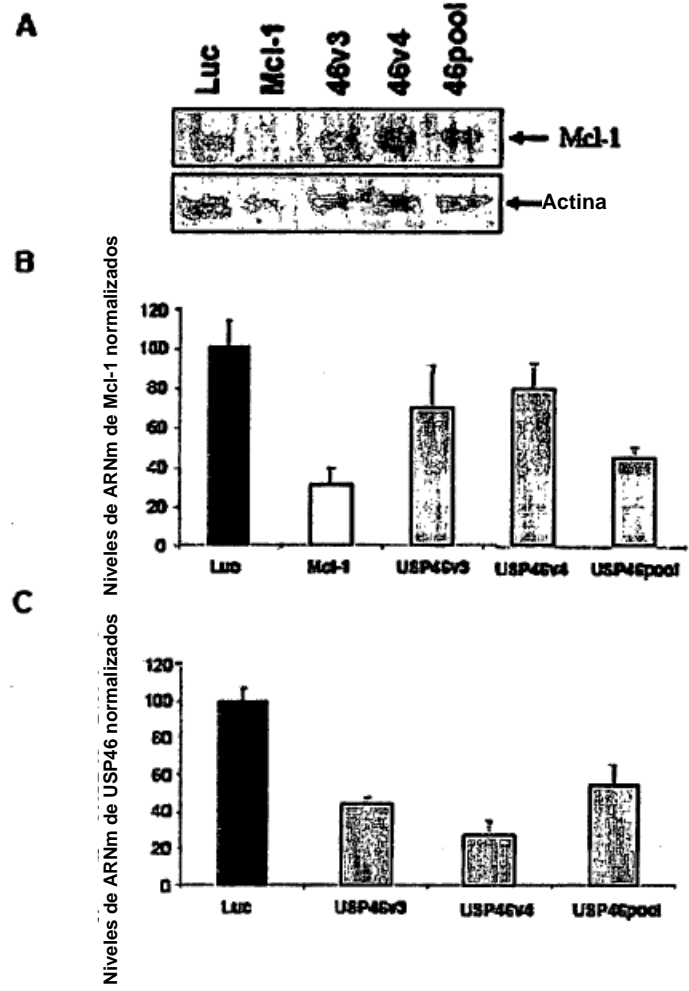 A
Luc
Mcl-1
46v3
46v4
46pool
Mcl-1
Actina
B
Niveles de ARNm de Mcl-1 normalizados
120
100
80
60
40
20
0
Luc
Mcl-1
USP46v3
USP46v4
USP46pool
C
Niveles de ARNm de USP46 normalizados
120
100
80
60
40
20
0
Luc
USP46v3
USP46v4
USP46pool